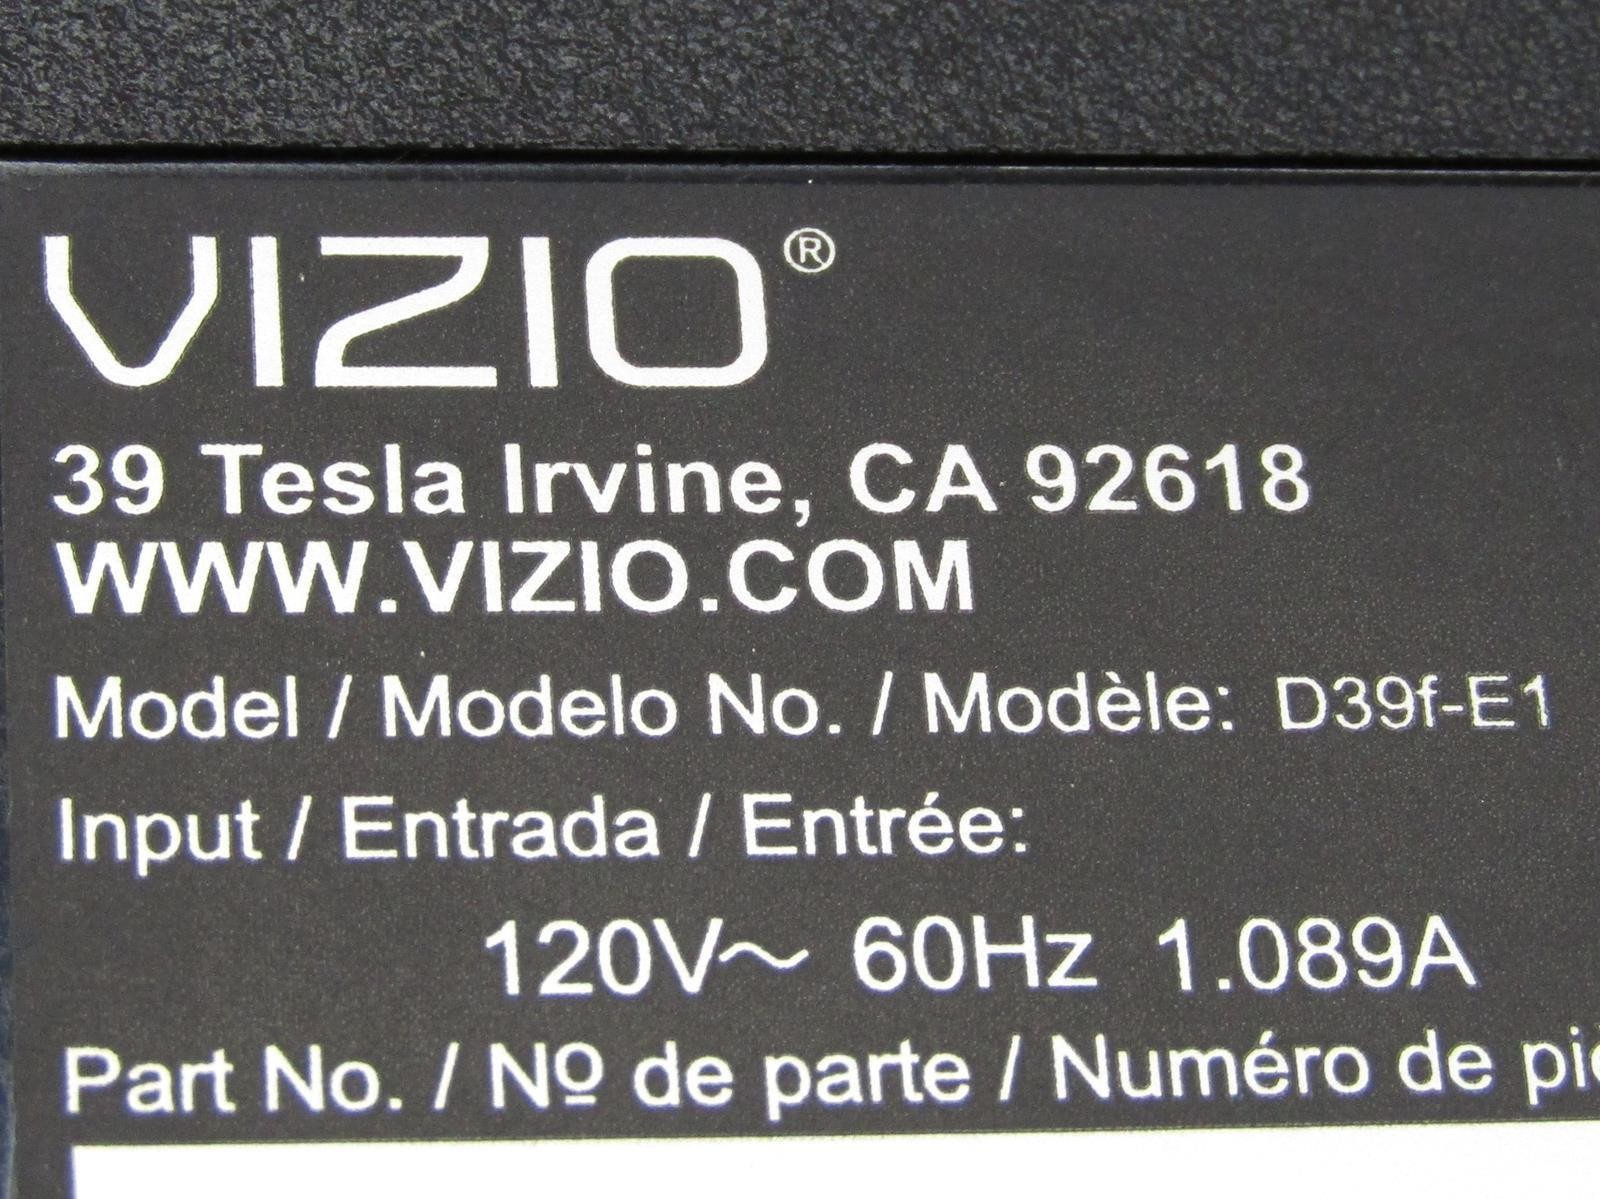 VIZIO®
39 Tesla Irvine, CA 92618
WWW.VIZIO.COM
Model / Modelo No. / Modèle: D39f-E1
Input / Entrada / Entrée:
120V~ 60Hz 1.089A
Part No. / Nº de parte / Numéro de